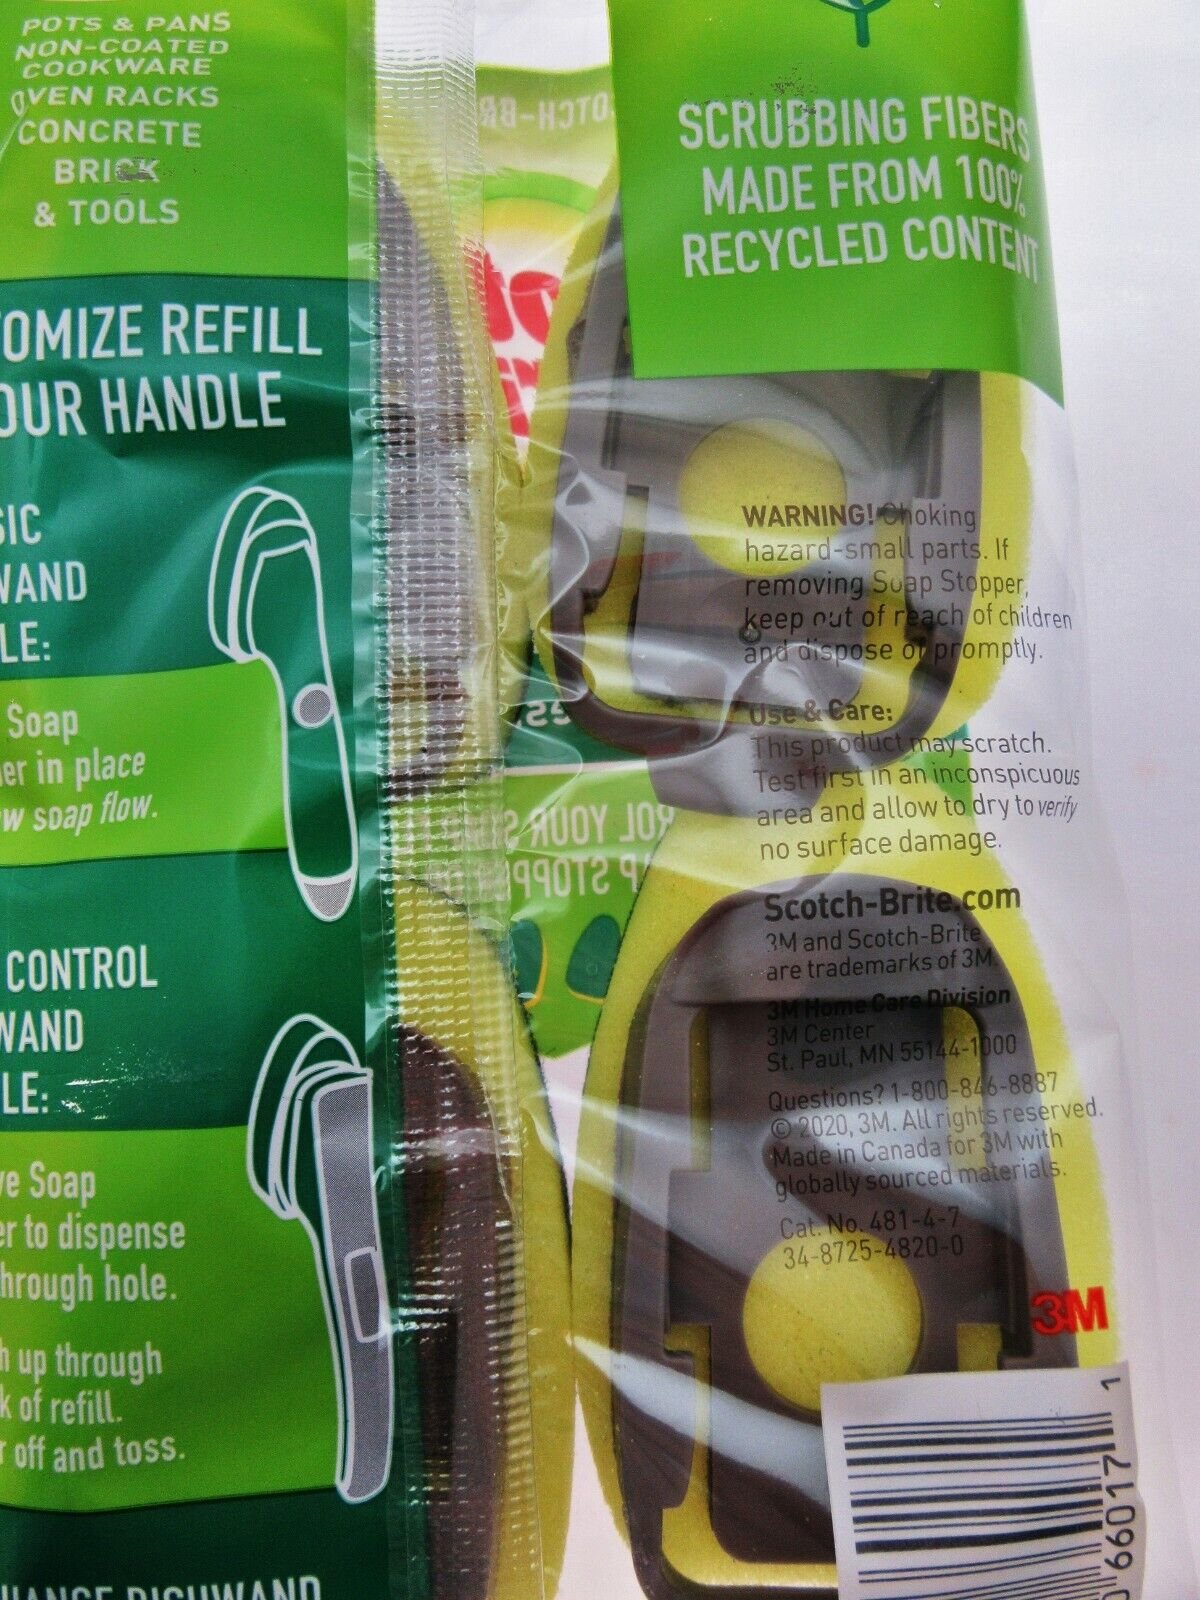 POTS & PANS
NON-COATED
COOKWARE
OVEN RACKS
CONCRETE
BRICK
& TOOLS
TOMIZE REFILL
OUR HANDLE
SIC
WAND
LE:
Soap
er in place
w soap flow.
CONTROL
WAND
LE:
ve Soap
er to dispense
hrough hole.
h up through
k of refill.
r off and toss.
HANGE DISHWAND
SCRUBBING FIBERS
MADE FROM 100%
RECYCLED CONTENT
WARNING! Choking
hazard-small parts. If
removing Soap Stopper,
keep out of reach of children
and dispose of promptly.
Use & Care:
This product may scratch.
Test first in an inconspicuous
area and allow to dry to verify
no surface damage.
Scotch-Brite.com
3M and Scotch-Brite
are trademarks of 3M.
3M Home Care Division
3M Center
St. Paul, MN 55144-1000
Questions? 1-800-846-8887
© 2020, 3M. All rights reserved.
Made in Canada for 3M with
globally sourced materials.
Cat. No. 481-4-7
34-8725-4820-0
3M
66017 1